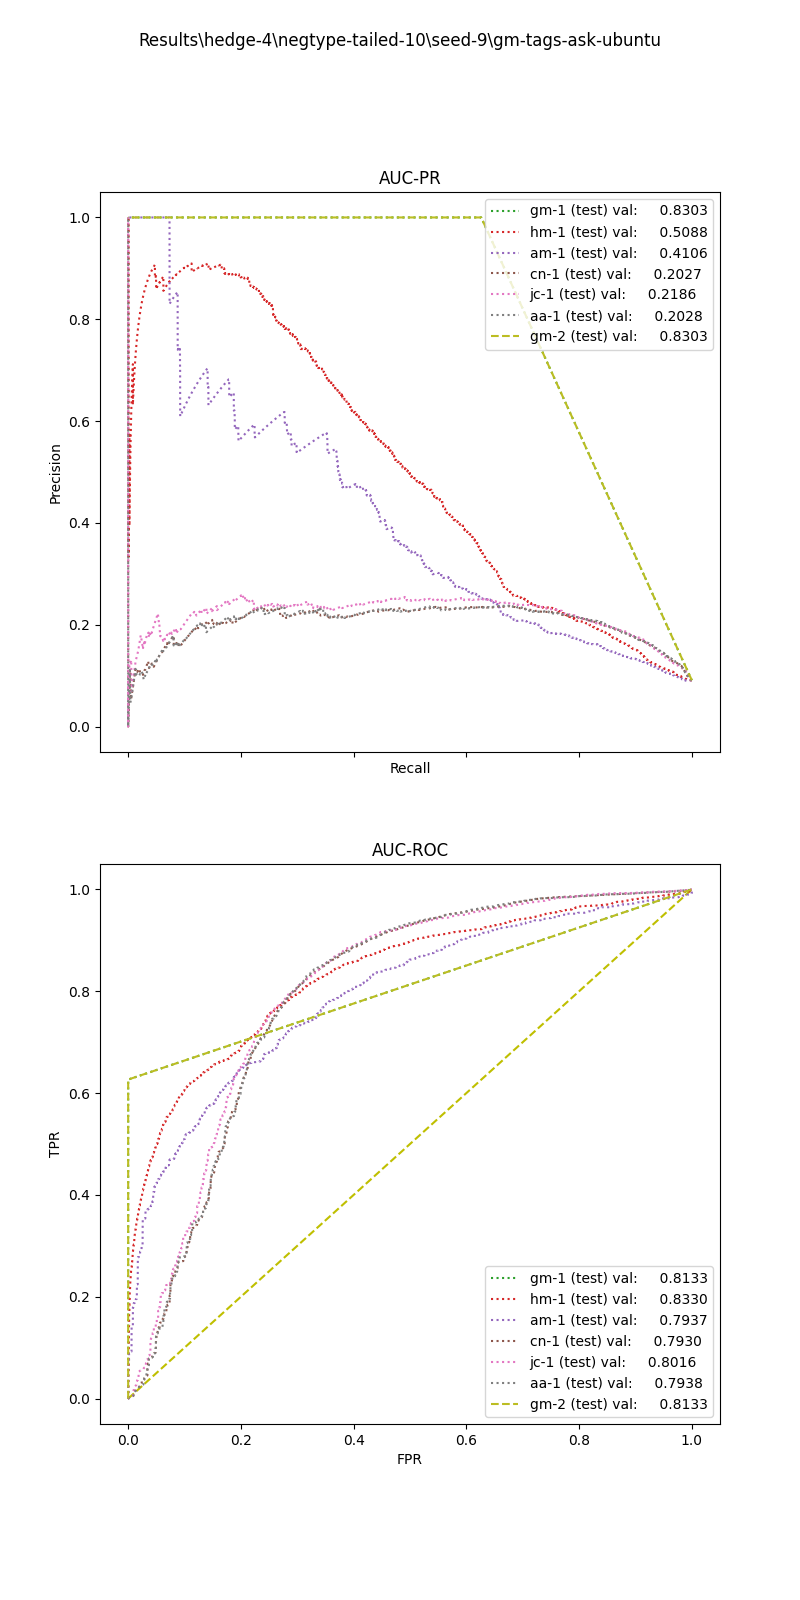 Results\hedge-4\negtype-tailed-10\seed-9\gm-tags-ask-ubuntu
AUC-PR
gm-1 (test) val: 0.8303
hm-1 (test) val: 0.5088
am-1 (test) val: 0.4106
cn-1 (test) val: 0.2027
jc-1 (test) val: 0.2186
aa-1 (test) val: 0.2028
gm-2 (test) val: 0.8303
1.0
0.8
0.6
0.4
0.2
0.0
Precision
Recall
AUC-ROC
1.0
0.8
0.6
0.4
0.2
0.0
TPR
gm-1 (test) val: 0.8133
hm-1 (test) val: 0.8330
am-1 (test) val: 0.7937
cn-1 (test) val: 0.7930
jc-1 (test) val: 0.8016
aa-1 (test) val: 0.7938
gm-2 (test) val: 0.8133
0.0 0.2 0.4 0.6 0.8 1.0
FPR